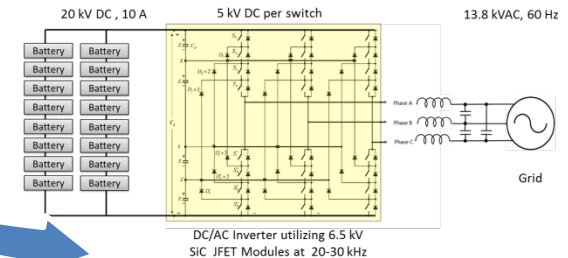 20 kV DC , 10 A
5 kV DC per switch
13.8 kVAC, 60 Hz
Battery Battery
Battery Battery
Battery Battery
Battery Battery
Battery Battery
Battery Battery
Battery Battery
Battery Battery
Phase A
Phase B
Phase C
Grid
DC/AC Inverter utilizing 6.5 kV
SiC JFET Modules at 20-30 kHz